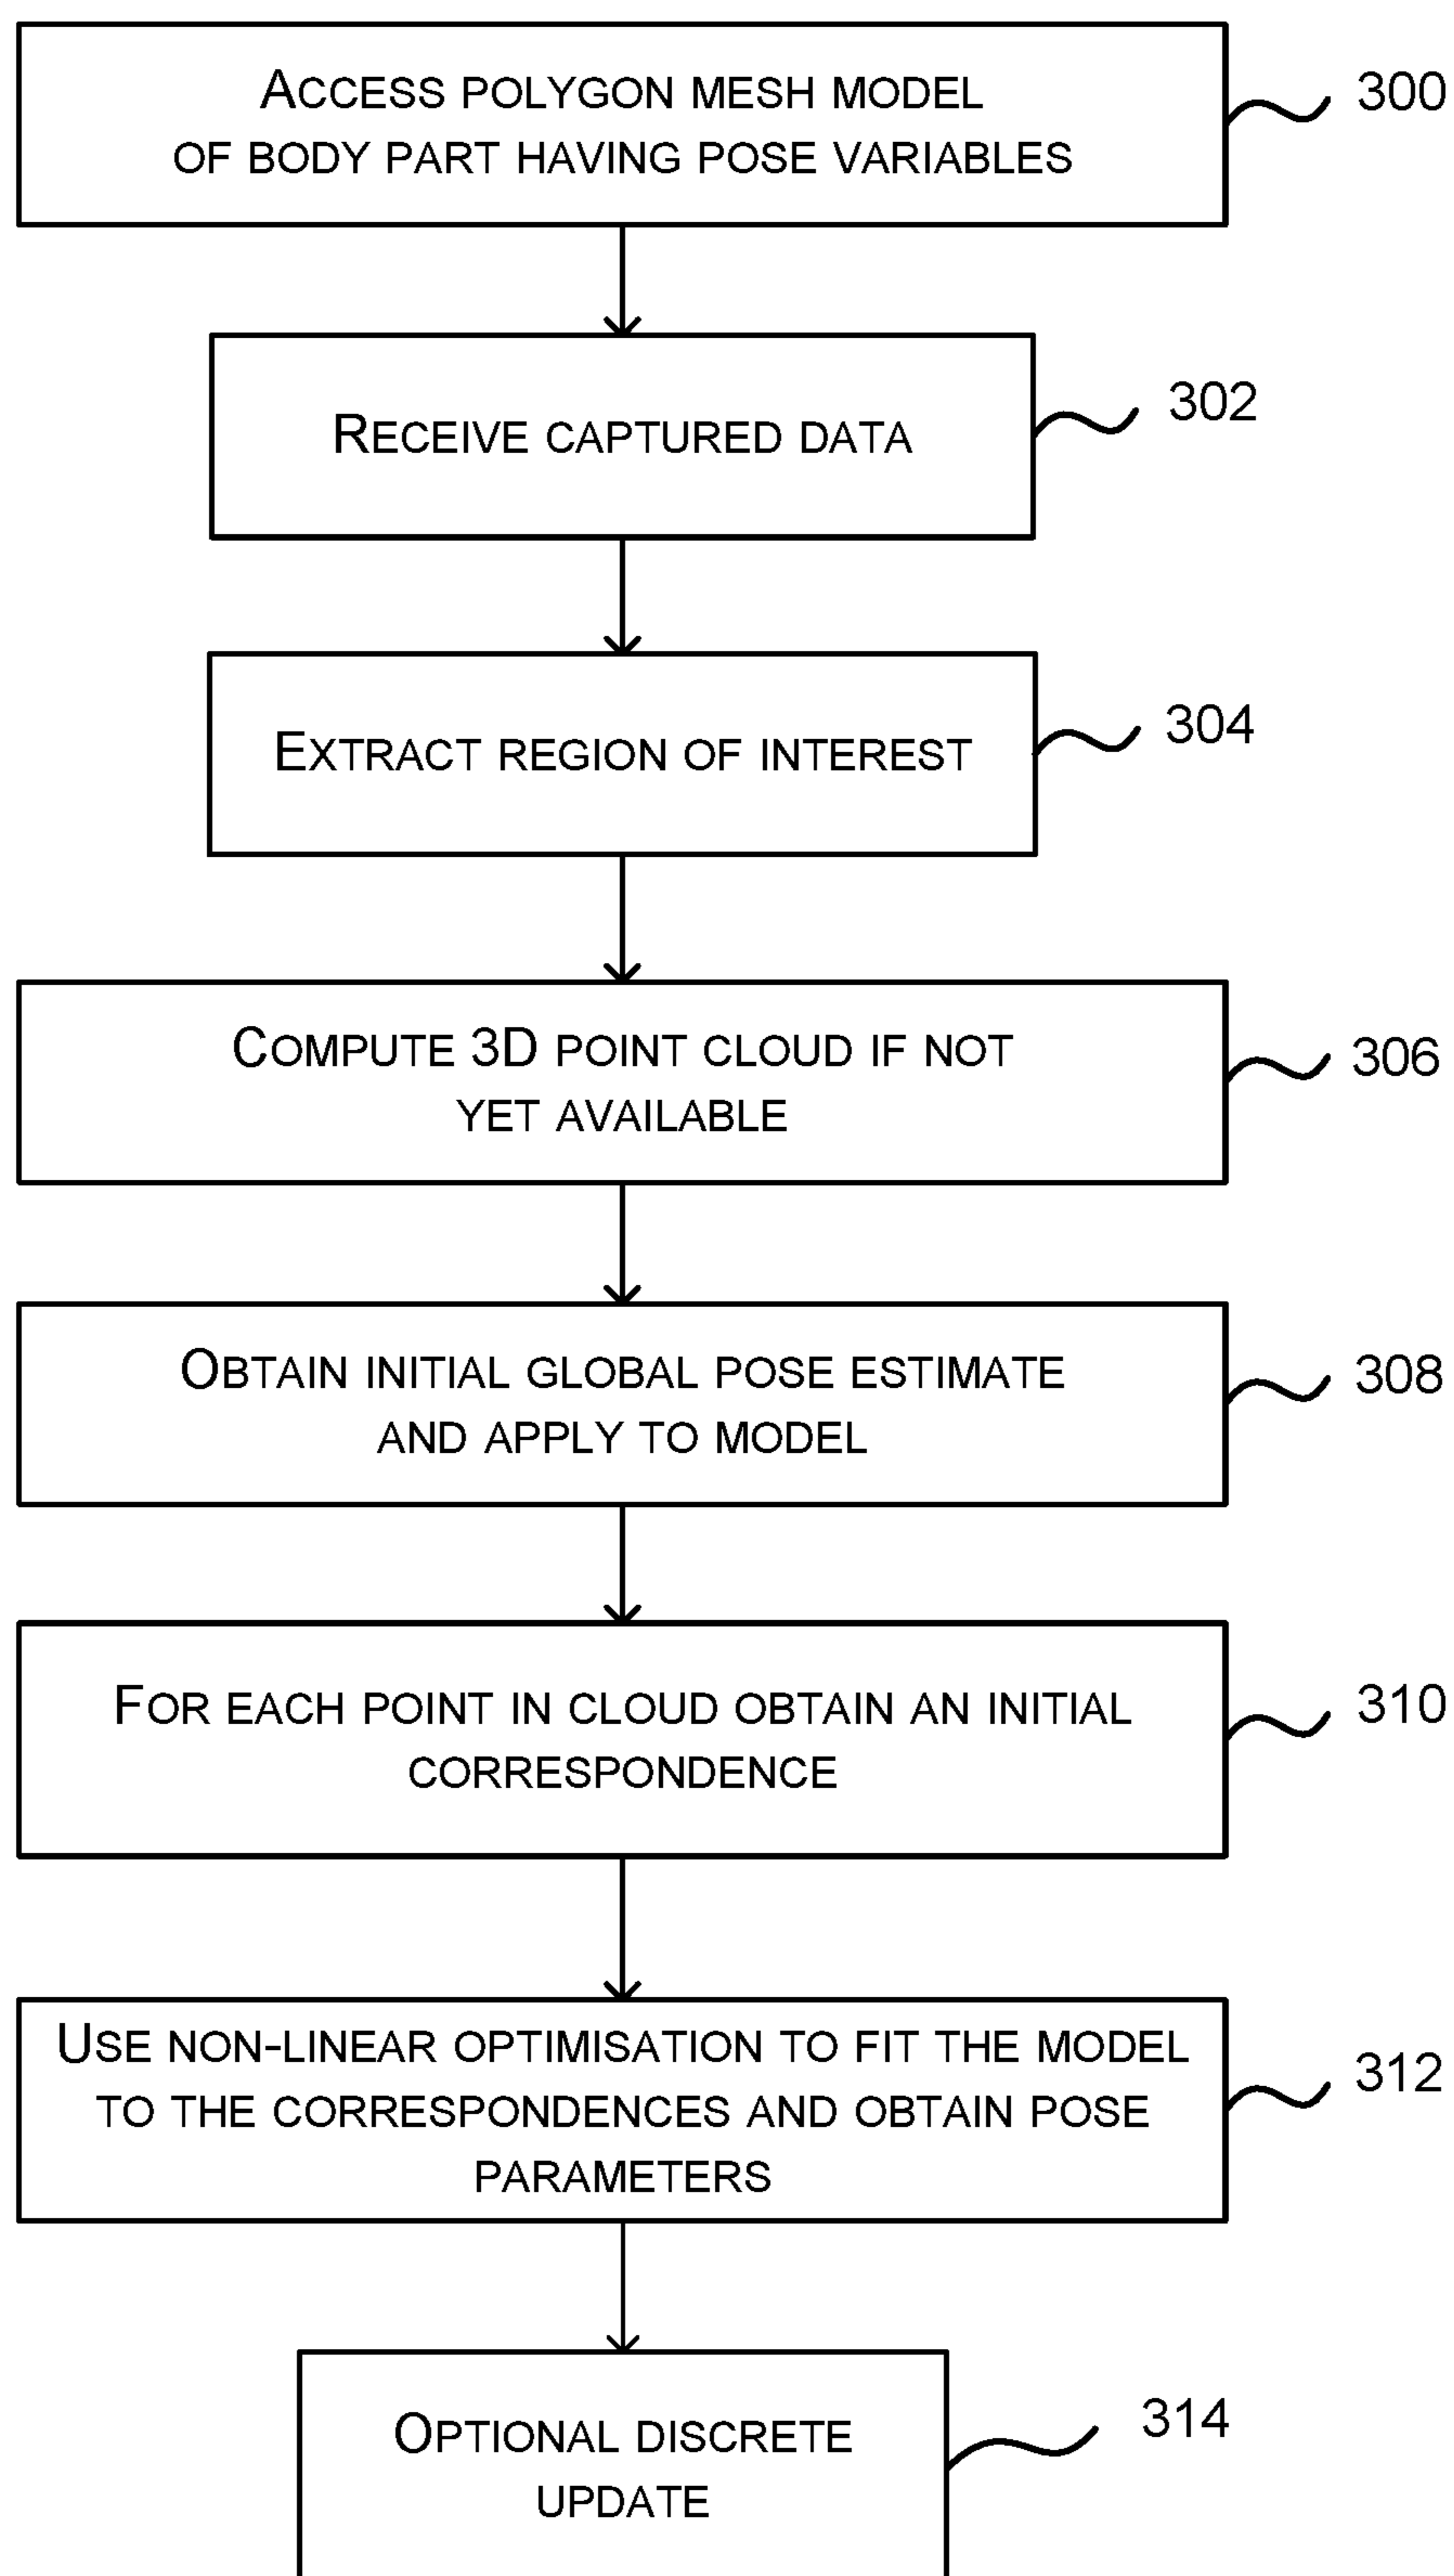 ACCESS POLYGON MESH MODEL
OF BODY PART HAVING POSE VARIABLES
300
RECEIVE CAPTURED DATA
302
EXTRACT REGION OF INTEREST
304
COMPUTE 3D POINT CLOUD IF NOT
YET AVAILABLE
306
OBTAIN INITIAL GLOBAL POSE ESTIMATE
AND APPLY TO MODEL
308
FOR EACH POINT IN CLOUD OBTAIN AN INITIAL
CORRESPONDENCE
310
USE NON-LINEAR OPTIMISATION TO FIT THE MODEL
TO THE CORRESPONDENCES AND OBTAIN POSE
PARAMETERS
312
OPTIONAL DISCRETE
UPDATE
314